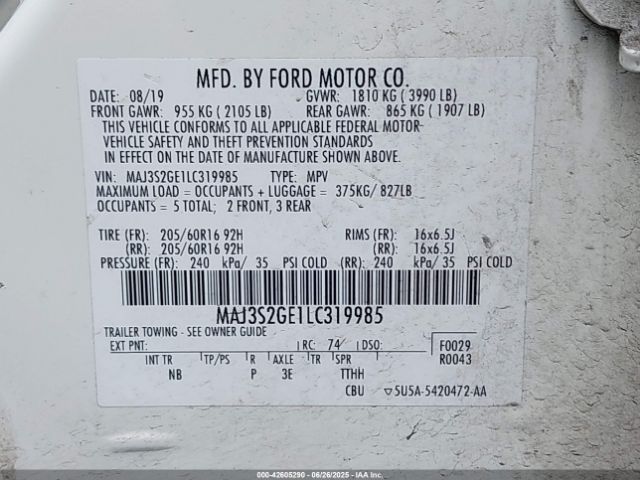 MFD. BY FORD MOTOR CO.
DATE: 08/19 GVWR: 1810 KG ( 3990 LB)
FRONT GAWR: 955 KG ( 2105 LB) REAR GAWR: 865 KG ( 1907 LB)
THIS VEHICLE CONFORMS TO ALL APPLICABLE FEDERAL MOTOR
VEHICLE SAFETY AND THEFT PREVENTION STANDARDS
IN EFFECT ON THE DATE OF MANUFACTURE SHOWN ABOVE.
VIN: MAJ3S2GE1LC319985 TYPE: MPV
MAXIMUM LOAD = OCCUPANTS + LUGGAGE = 375KG/ 827LB
OCCUPANTS = 5 TOTAL; 2 FRONT, 3 REAR
TIRE (FR): 205/60R16 92H RIMS (FR): 16x6.5J
(RR): 205/60R16 92H (RR): 16x6.5J
PRESSURE (FR): 240 kPa/ 35 PSI COLD (RR): 240 kPa/ 35 PSI COLD
MAJ3S2GE1LC319985
TRAILER TOWING - SEE OWNER GUIDE
EXT PNT: RC: 74 DSO: F0029
INT TR TP/PS R AXLE TR SPR R0043
NB P 3E TTHH
CBU ▽5U5A-5420472-AA
000-42605290 - 06/26/2025 - IAA Inc.